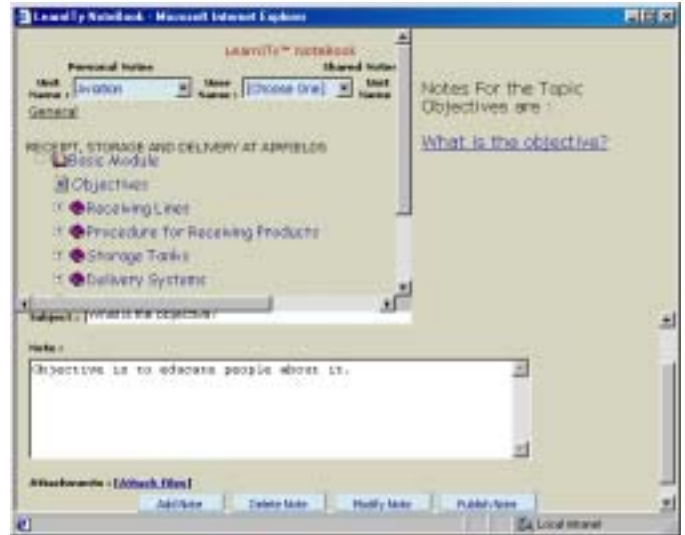 LearnITy NoteBook - Microsoft Internet Explorer
LearnITy™ NoteBook
Personal Notes Shared Notes
Unit Name : Aviation User Name : [Choose One] Unit Name
General
RECEIPT, STORAGE AND DELIVERY AT AIRFIELDS
Basic Module
Objectives
Receiving Lines
Procedure for Receiving Products
Storage Tanks
Delivery Systems
Notes For the Topic
Objectives are :
What is the objective?
Subject : What is the objective?
Note :
Objective is to educate people about it.
Attachments : [Attach Files]
Add Note Delete Note Modify Note Publish Note
Local intranet